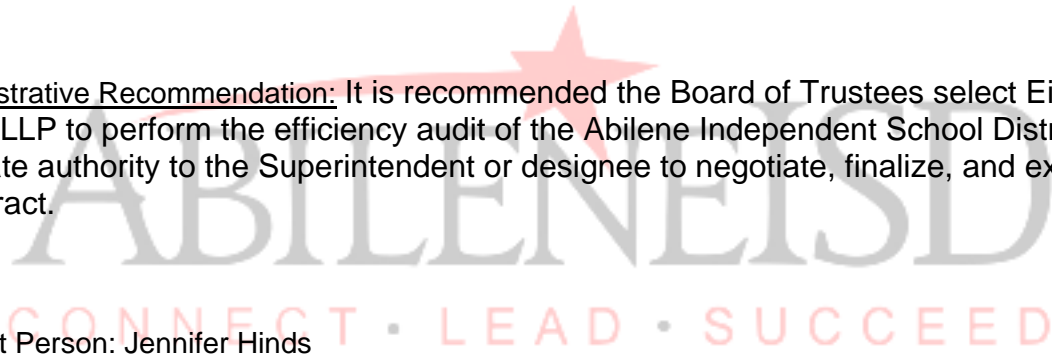 strative Recommendation: It is recommended the Board of Trustees select Ei
LLP to perform the efficiency audit of the Abilene Independent School Distr
te authority to the Superintendent or designee to negotiate, finalize, and ex
ract.
ABILENEISD
CONNECT • LEAD • SUCCEED
t Person: Jennifer Hinds